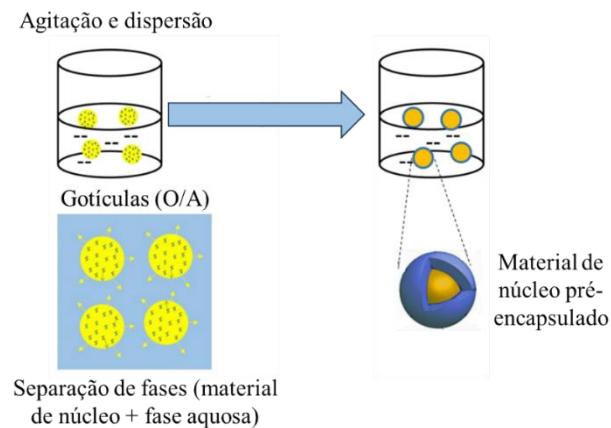 Agitação e dispersão
Gotículas (O/A)
Material de
núcleo pré-
encapsulado
Separação de fases (material
de núcleo + fase aquosa)